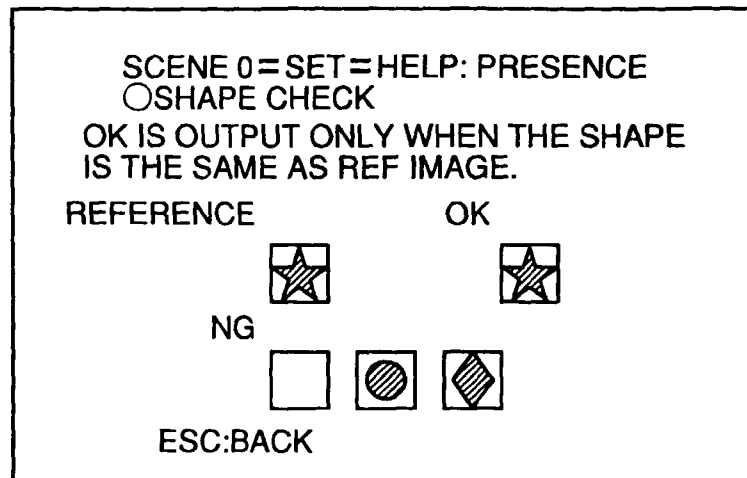 SCENE 0=SET=HELP: PRESENCE
○SHAPE CHECK
OK IS OUTPUT ONLY WHEN THE SHAPE
IS THE SAME AS REF IMAGE.
REFERENCE OK
NG
ESC:BACK